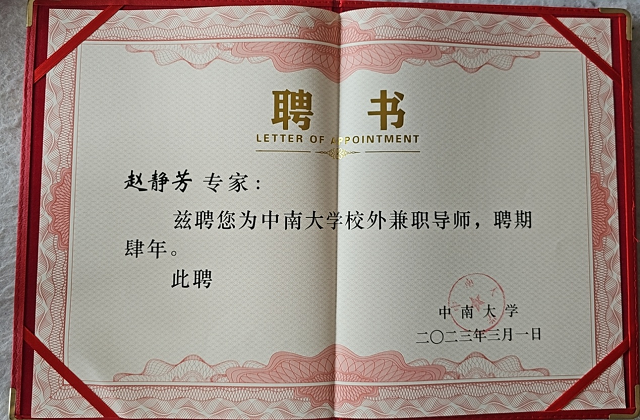 聘 书
LETTER OF APPOINTMENT
赵静芳 专家：
兹聘您为中南大学校外兼职导师，聘期
肆年。
此聘
中 南 大 学
二〇二三年三月一日